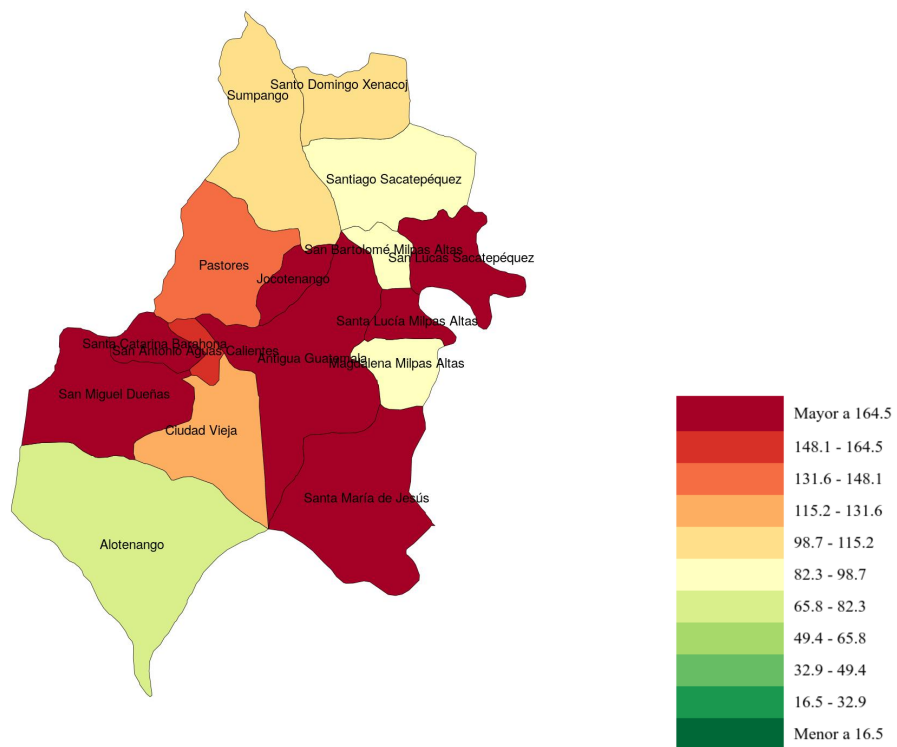 Santo Domingo Xenacoj
Sumpango
Santiago Sacatepéquez
San Bartolomé Milpas Altas
San Lucas Sacatepéquez
Pastores
Jocotenango
Santa Lucía Milpas Altas
Santa Catarina Barahona
San Antonio Aguas Calientes
Antigua Guatemala
Magdalena Milpas Altas
San Miguel Dueñas
Ciudad Vieja
Santa María de Jesús
Alotenango
Mayor a 164.5
148.1 - 164.5
131.6 - 148.1
115.2 - 131.6
98.7 - 115.2
82.3 - 98.7
65.8 - 82.3
49.4 - 65.8
32.9 - 49.4
16.5 - 32.9
Menor a 16.5